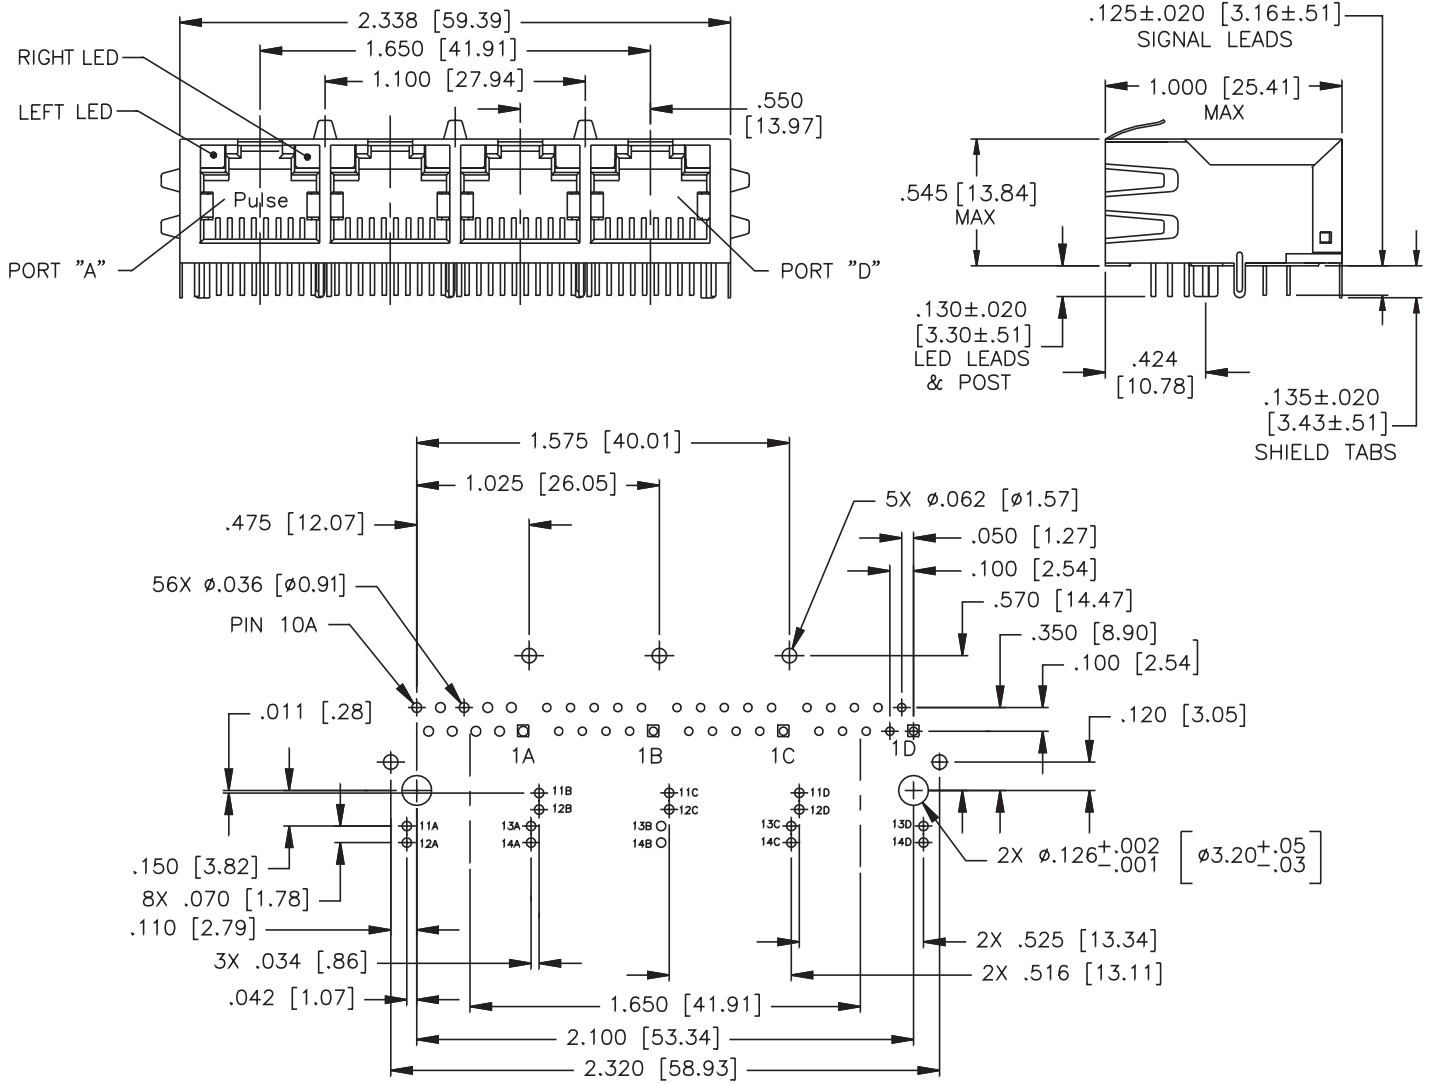 2.338 [59.39]
1.650 [41.91]
1.100 [27.94]
.550
[13.97]
RIGHT LED
LEFT LED
Pulse
PORT "A"
PORT "D"
.125±.020 [3.16±.51]
SIGNAL LEADS
1.000 [25.41]
MAX
.545 [13.84]
MAX
.130±.020
[3.30±.51]
LED LEADS
& POST
.424
[10.78]
.135±.020
[3.43±.51]
SHIELD TABS
1.575 [40.01]
1.025 [26.05]
.475 [12.07]
5X ø.062 [ø1.57]
.050 [1.27]
.100 [2.54]
56X ø.036 [ø0.91]
.570 [14.47]
PIN 10A
.350 [8.90]
.100 [2.54]
.011 [.28]
.120 [3.05]
1A
1B
1C
1D
11B
11C
11D
12B
12C
12D
11A
13A
13B
13C
13D
12A
14A
14B
14C
14D
2X ø.126+.002 -.001 [ø3.20+.05 -.03]
.150 [3.82]
8X .070 [1.78]
.110 [2.79]
2X .525 [13.34]
3X .034 [.86]
2X .516 [13.11]
.042 [1.07]
1.650 [41.91]
2.100 [53.34]
2.320 [58.93]